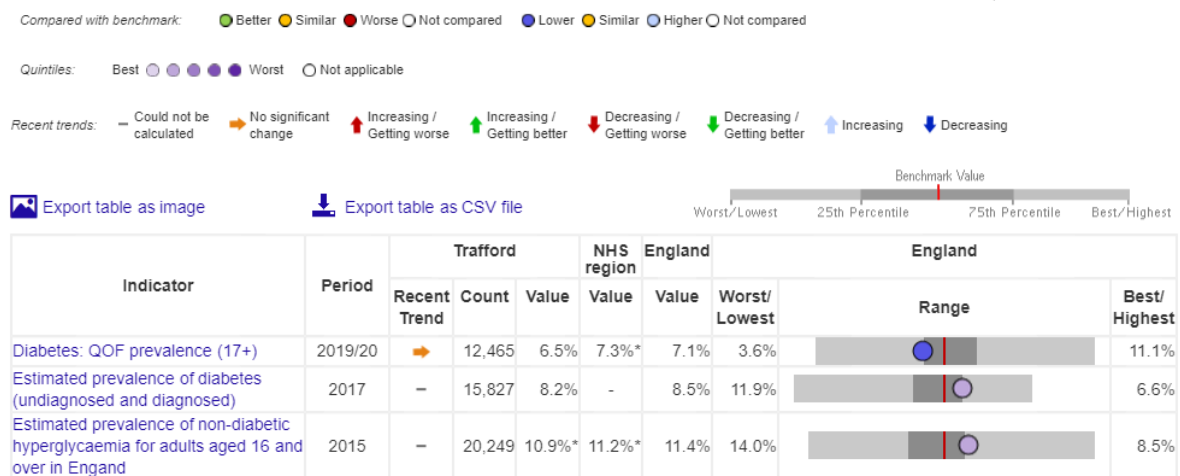 Compared with benchmark: Better Similar Worse Not compared Lower Similar Higher Not compared
Quintiles: Best Worst Not applicable
Recent trends: – Could not be calculated No significant change Increasing / Getting worse Increasing / Getting better Decreasing / Getting worse Decreasing / Getting better Increasing Decreasing
Benchmark Value
Export table as image Export table as CSV file
Worst/Lowest 25th Percentile 75th Percentile Best/Highest
Indicator Period Trafford NHS region England England
Recent Trend Count Value Value Value Worst/ Lowest Range Best/ Highest
Diabetes: QOF prevalence (17+) 2019/20 12,465 6.5% 7.3%* 7.1% 3.6% 11.1%
Estimated prevalence of diabetes
(undiagnosed and diagnosed) 2017 – 15,827 8.2% - 8.5% 11.9% 6.6%
Estimated prevalence of non-diabetic
hyperglycaemia for adults aged 16 and 2015 – 20,249 10.9%* 11.2%* 11.4% 14.0% 8.5%
over in Engand